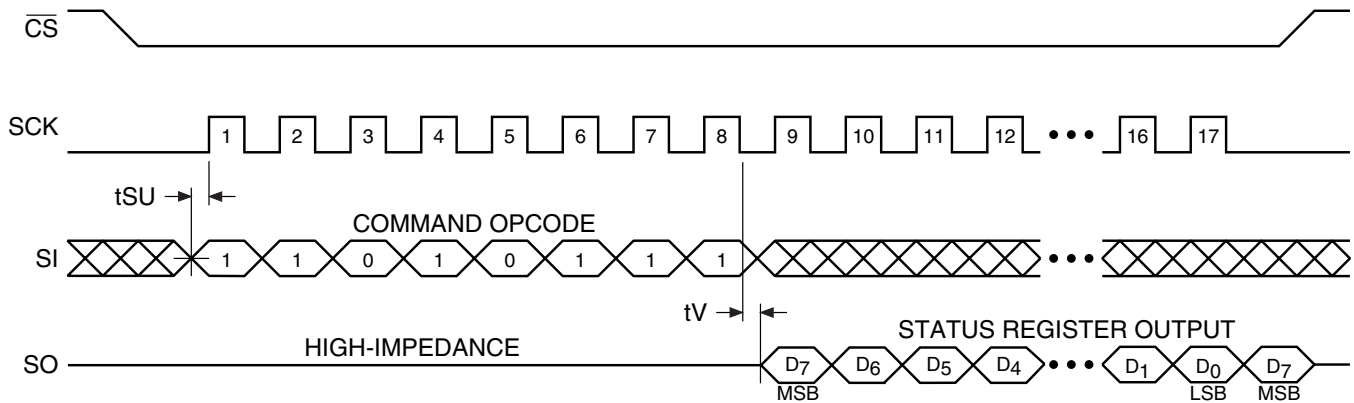 CS
SCK 1 2 3 4 5 6 7 8 9 10 11 12 ••• 16 17
tSU
COMMAND OPCODE
SI 1 1 0 1 0 1 1 1 •••
tV
HIGH-IMPEDANCE
STATUS REGISTER OUTPUT
SO D7 D6 D5 D4 ••• D1 D0 D7
MSB LSB MSB